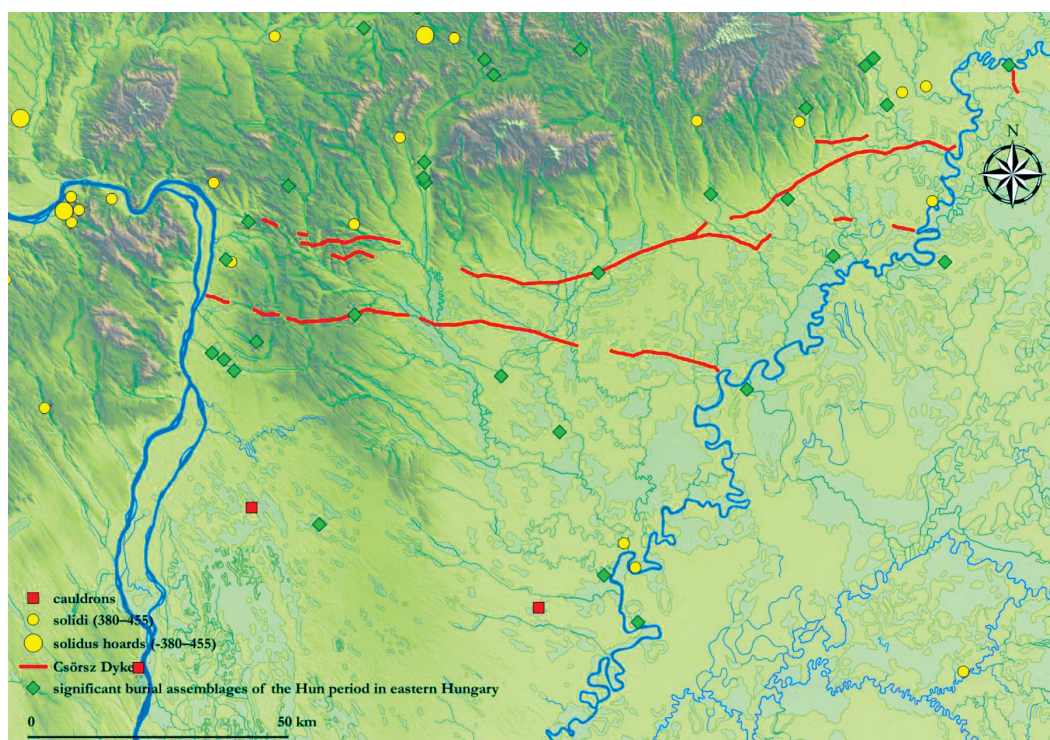 N
cauldrons
solidi (380–455)
solidus hoards (-380–455)
Csörsz Dyke
significant burial assemblages of the Hun period in eastern Hungary
0 50 km